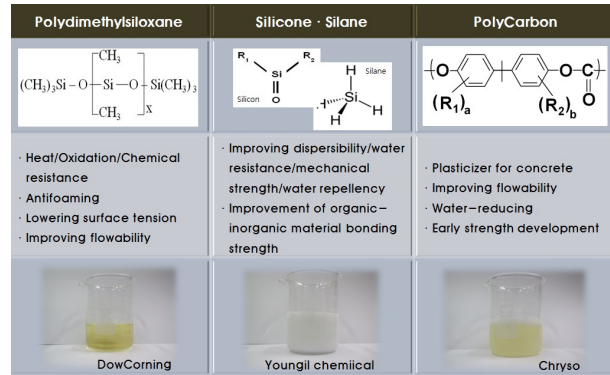 Polydimethylsiloxane
Silicone · Silane
PolyCarbon
CH₃
(CH₃)₃Si — O — Si — O — Si(CH₃)₃
CH₃
x
R₁
R₂
Si
Silicon
O
Silane
H
H Si
H
H
O
O—C
O
(R₁)a
(R₂)b
· Heat/Oxidation/Chemical
resistance
· Antifoaming
· Lowering surface tension
· Improving flowability
· Improving dispersibility/water
resistance/mechanical
strength/water repellency
· Improvement of organic-
inorganic material bonding
strength
· Plasticizer for concrete
· Improving flowability
· Water-reducing
· Early strength development
DowCorning
Youngil chemiical
Chryso